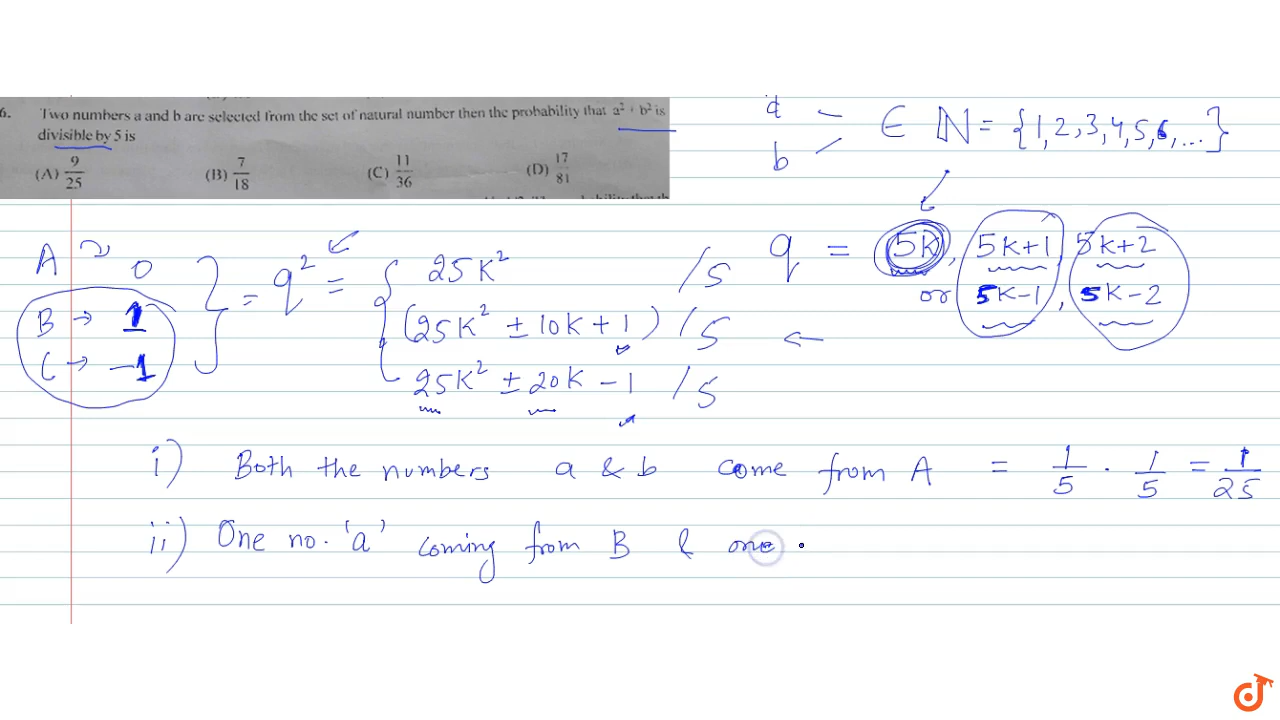 6. Two numbers a and b are selected from the set of natural number then the probability that a² + b² is
divisible by 5 is
(A) 9/25 (B) 7/18 (C) 11/36 (D) 17/81
a
b
∈ ℕ = {1,2,3,4,5,6,...}
q = 5K, 5K+1, 5K+2
or 5K-1, 5K-2
A → 0
B → 1
C → -1
} = q² = {
25K² /5
(25K² ± 10K + 1) /5
25K² ± 20K - 1 /5
i) Both the numbers a & b come from A = 1/5 . 1/5 = 1/25
ii) One no. 'a' coming from B & one